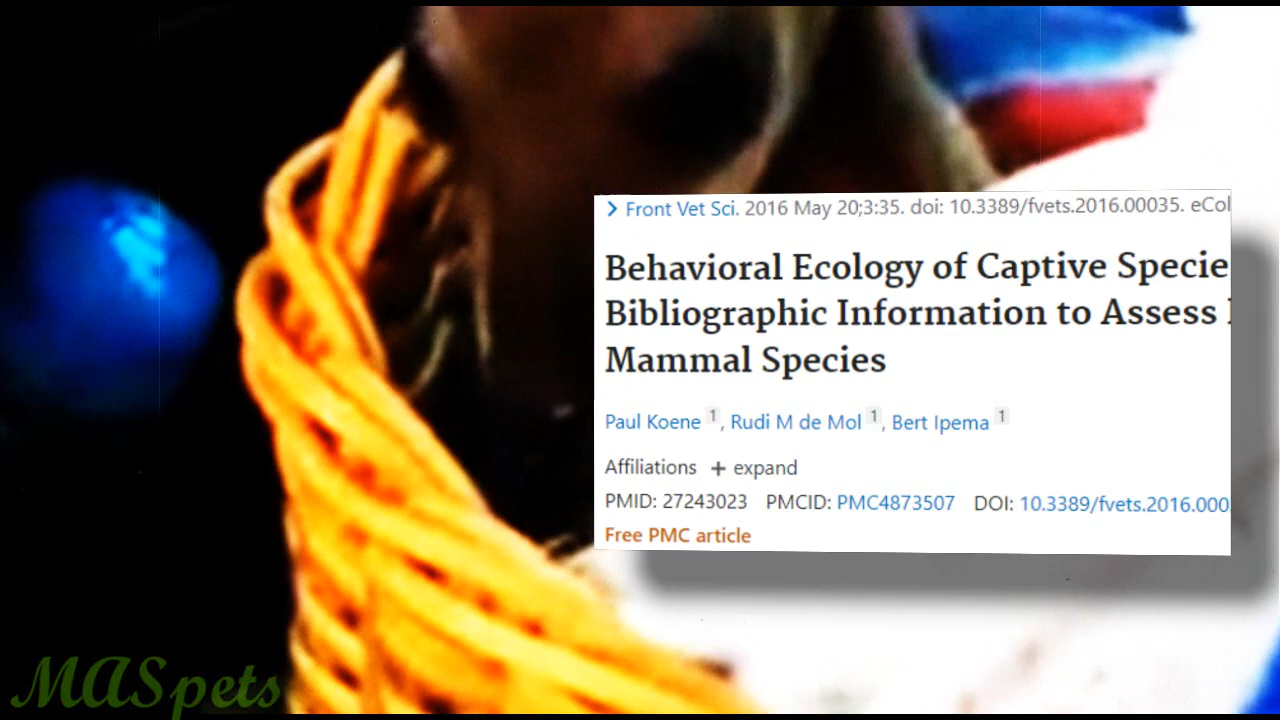 Front Vet Sci. 2016 May 20;3:35. doi: 10.3389/fvets.2016.00035. eCol
Behavioral Ecology of Captive Specie
Bibliographic Information to Assess
Mammal Species
Paul Koene 1, Rudi M de Mol 1, Bert Ipema 1
Affiliations + expand
PMID: 27243023 PMCID: PMC4873507 DOI: 10.3389/fvets.2016.000
Free PMC article
MASpets